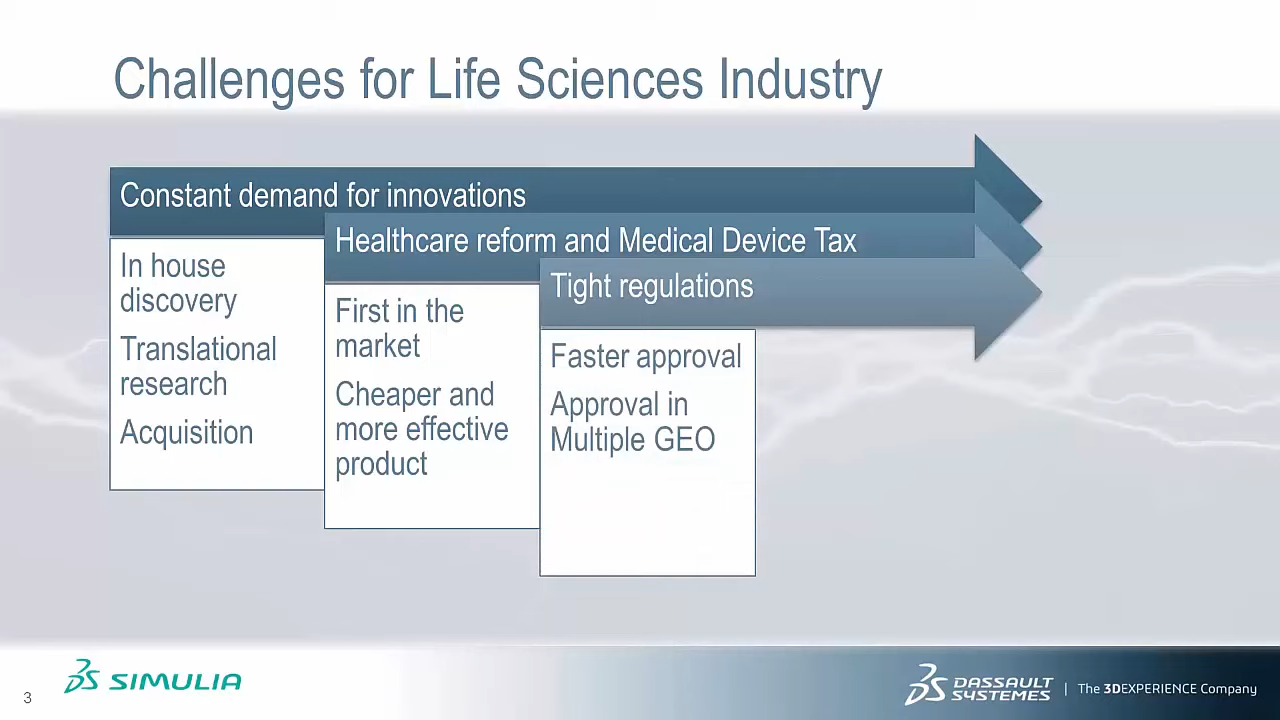 Challenges for Life Sciences Industry
Constant demand for innovations
In house
discovery
Translational
research
Acquisition
Healthcare reform and Medical Device Tax
First in the
market
Cheaper and
more effective
product
Tight regulations
Faster approval
Approval in
Multiple GEO
3
SIMULIA
DASSAULT
SYSTEMES
The 3DEXPERIENCE Company